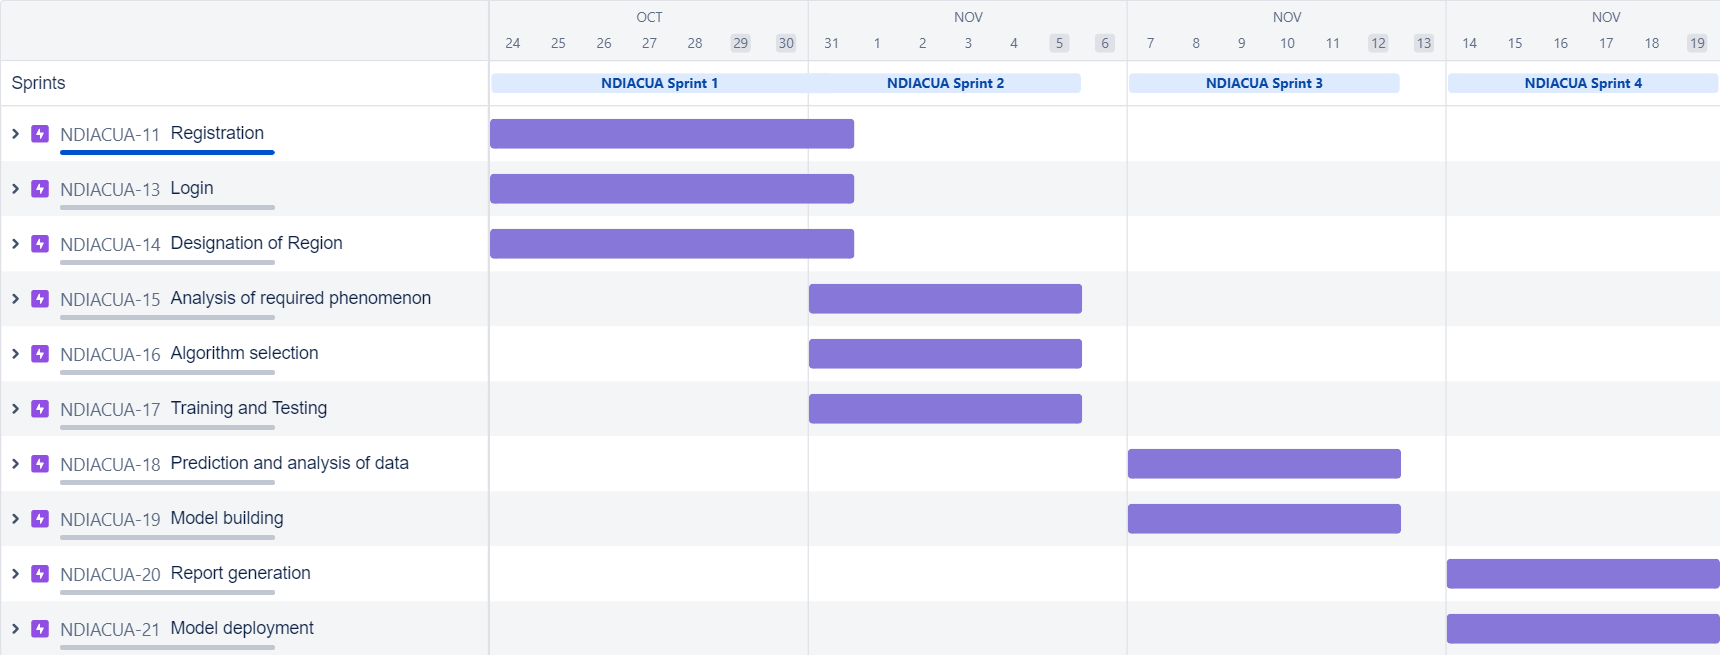 OCT NOV NOV NOV
24 25 26 27 28 29 30 31 1 2 3 4 5 6 7 8 9 10 11 12 13 14 15 16 17 18 19
Sprints NDIACUA Sprint 1 NDIACUA Sprint 2 NDIACUA Sprint 3 NDIACUA Sprint 4
NDIACUA-11 Registration
NDIACUA-13 Login
NDIACUA-14 Designation of Region
NDIACUA-15 Analysis of required phenomenon
NDIACUA-16 Algorithm selection
NDIACUA-17 Training and Testing
NDIACUA-18 Prediction and analysis of data
NDIACUA-19 Model building
NDIACUA-20 Report generation
NDIACUA-21 Model deployment